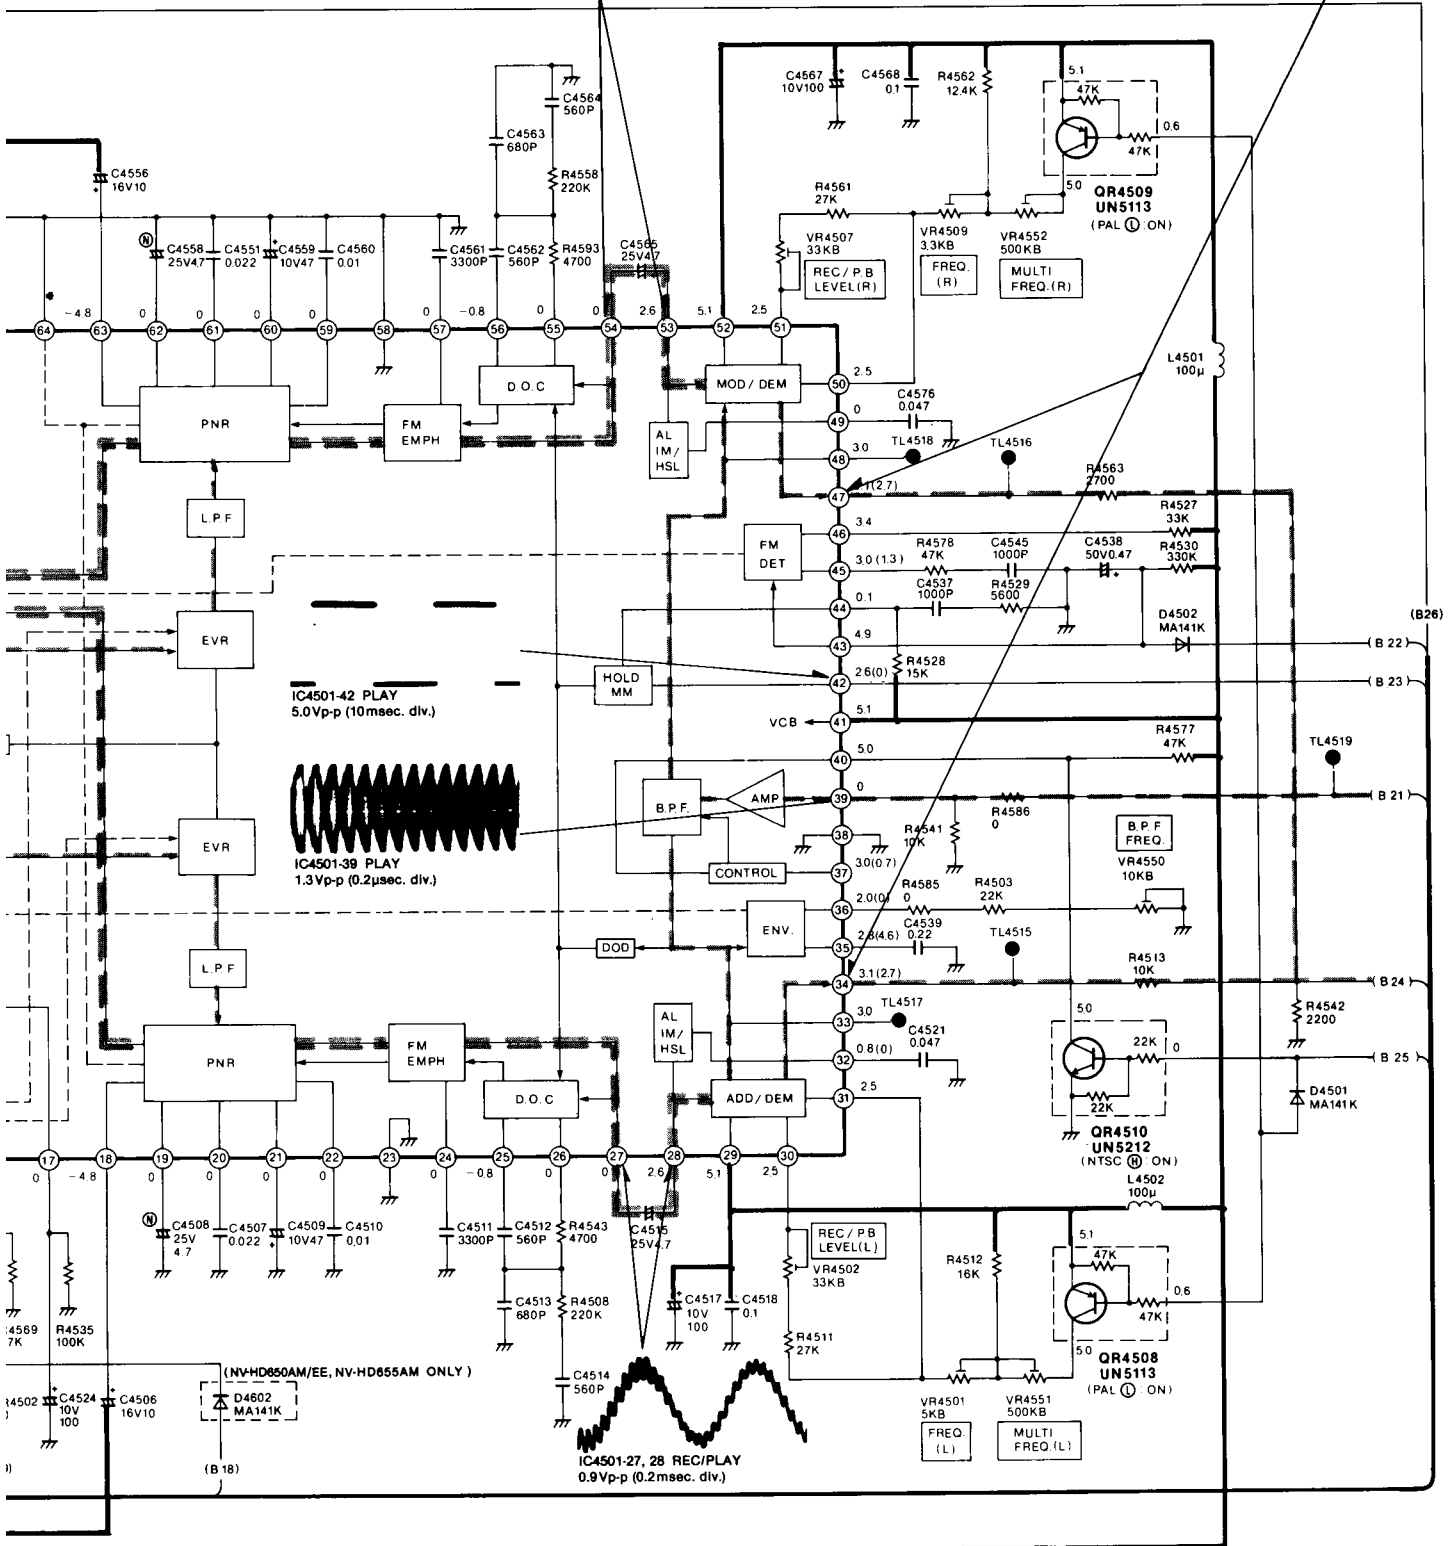 C4567
10V100
C4568
0.1
R4562
12.4K
5.1
47K
0.6
47K
5.0
QR4509
UN5113
(PAL Ⓛ:ON)
C4564
560P
C4563
680P
R4558
220K
C4556
16V10
Ⓝ
C4558
25V4.7
C4551
0.022
C4559
10V47
C4560
0.01
C4561
3300P
C4562
560P
R4593
4700
C4565
25V4.7
R4561
27K
VR4507
33KB
REC/P.B
LEVEL(R)
VR4509
3.3KB
FREQ.
(R)
VR4552
500KB
MULTI
FREQ.(R)
L4501
100μ
-4.8
0
0
0
0
0
-0.8
0
0
2.6
5.1
2.5
64
63
62
61
60
59
58
57
56
55
54
53
52
51
PNR
FM
EMPH
D.O.C
MOD/DEM
AL
IM/
HSL
50
2.5
49
0
C4576
0.047
48
3.0
TL4518
TL4516
47
(2.7)
R4563
2700
L.P.F
FM
DET
46
3.4
R4527
33K
45
3.0(1.3)
R4578
47K
C4545
1000P
C4538
50V0.47
R4530
330K
44
0.1
C4537
1000P
R4529
5600
43
4.9
D4502
MA141K
(B26)
(B 22)
EVR
R4528
15K
42
2.6(0)
(B 23)
HOLD
MM
IC4501-42 PLAY
5.0Vp-p (10msec. div.)
VCB
41
5.1
40
5.0
R4577
47K
TL4519
B.P.F.
AMP
39
0
R4586
0
(B 21)
R4541
10K
38
B.P.F
FREQ.
VR4550
10KB
EVR
IC4501-39 PLAY
1.3Vp-p (0.2μsec. div.)
CONTROL
37
3.0(0.7)
36
2.0(0)
R4585
0
R4503
22K
ENV.
35
2.8(4.6)
C4539
0.22
TL4515
DOD
L.P.F
34
3.1(2.7)
R4513
10K
(B 24)
R4542
2200
AL
IM/
HSL
33
3.0
TL4517
32
0.8(0)
C4521
0.047
5.0
22K
0
22K
(B 25)
D4501
MA141K
QR4510
UN5212
(NTSC Ⓗ:ON)
PNR
FM
EMPH
D.O.C
ADD/DEM
31
2.5
17
18
19
20
21
22
23
24
25
26
27
28
29
30
0
-4.8
0
0
0
0
0
-0.8
0
0
2.6
5.1
2.5
L4502
100μ
Ⓝ
C4508
25V
4.7
C4507
0.022
C4509
10V47
C4510
0.01
C4511
3300P
C4512
560P
R4543
4700
C4515
25V4.7
REC/PB
LEVEL(L)
VR4502
33KB
R4512
16K
5.1
47K
0.6
47K
5.0
QR4508
UN5113
(PAL Ⓛ:ON)
C4513
680P
R4508
220K
C4517
10V
100
C4518
0.1
R4511
27K
4569
7K
R4535
100K
C4514
560P
(NV-HD650AM/EE, NV-HD655AM ONLY)
4502
C4524
10V
100
C4506
16V10
D4602
MA141K
(B 18)
IC4501-27, 28 REC/PLAY
0.9Vp-p (0.2msec. div.)
VR4501
5KB
FREQ.
(L)
VR4551
500KB
MULTI
FREQ.(L)